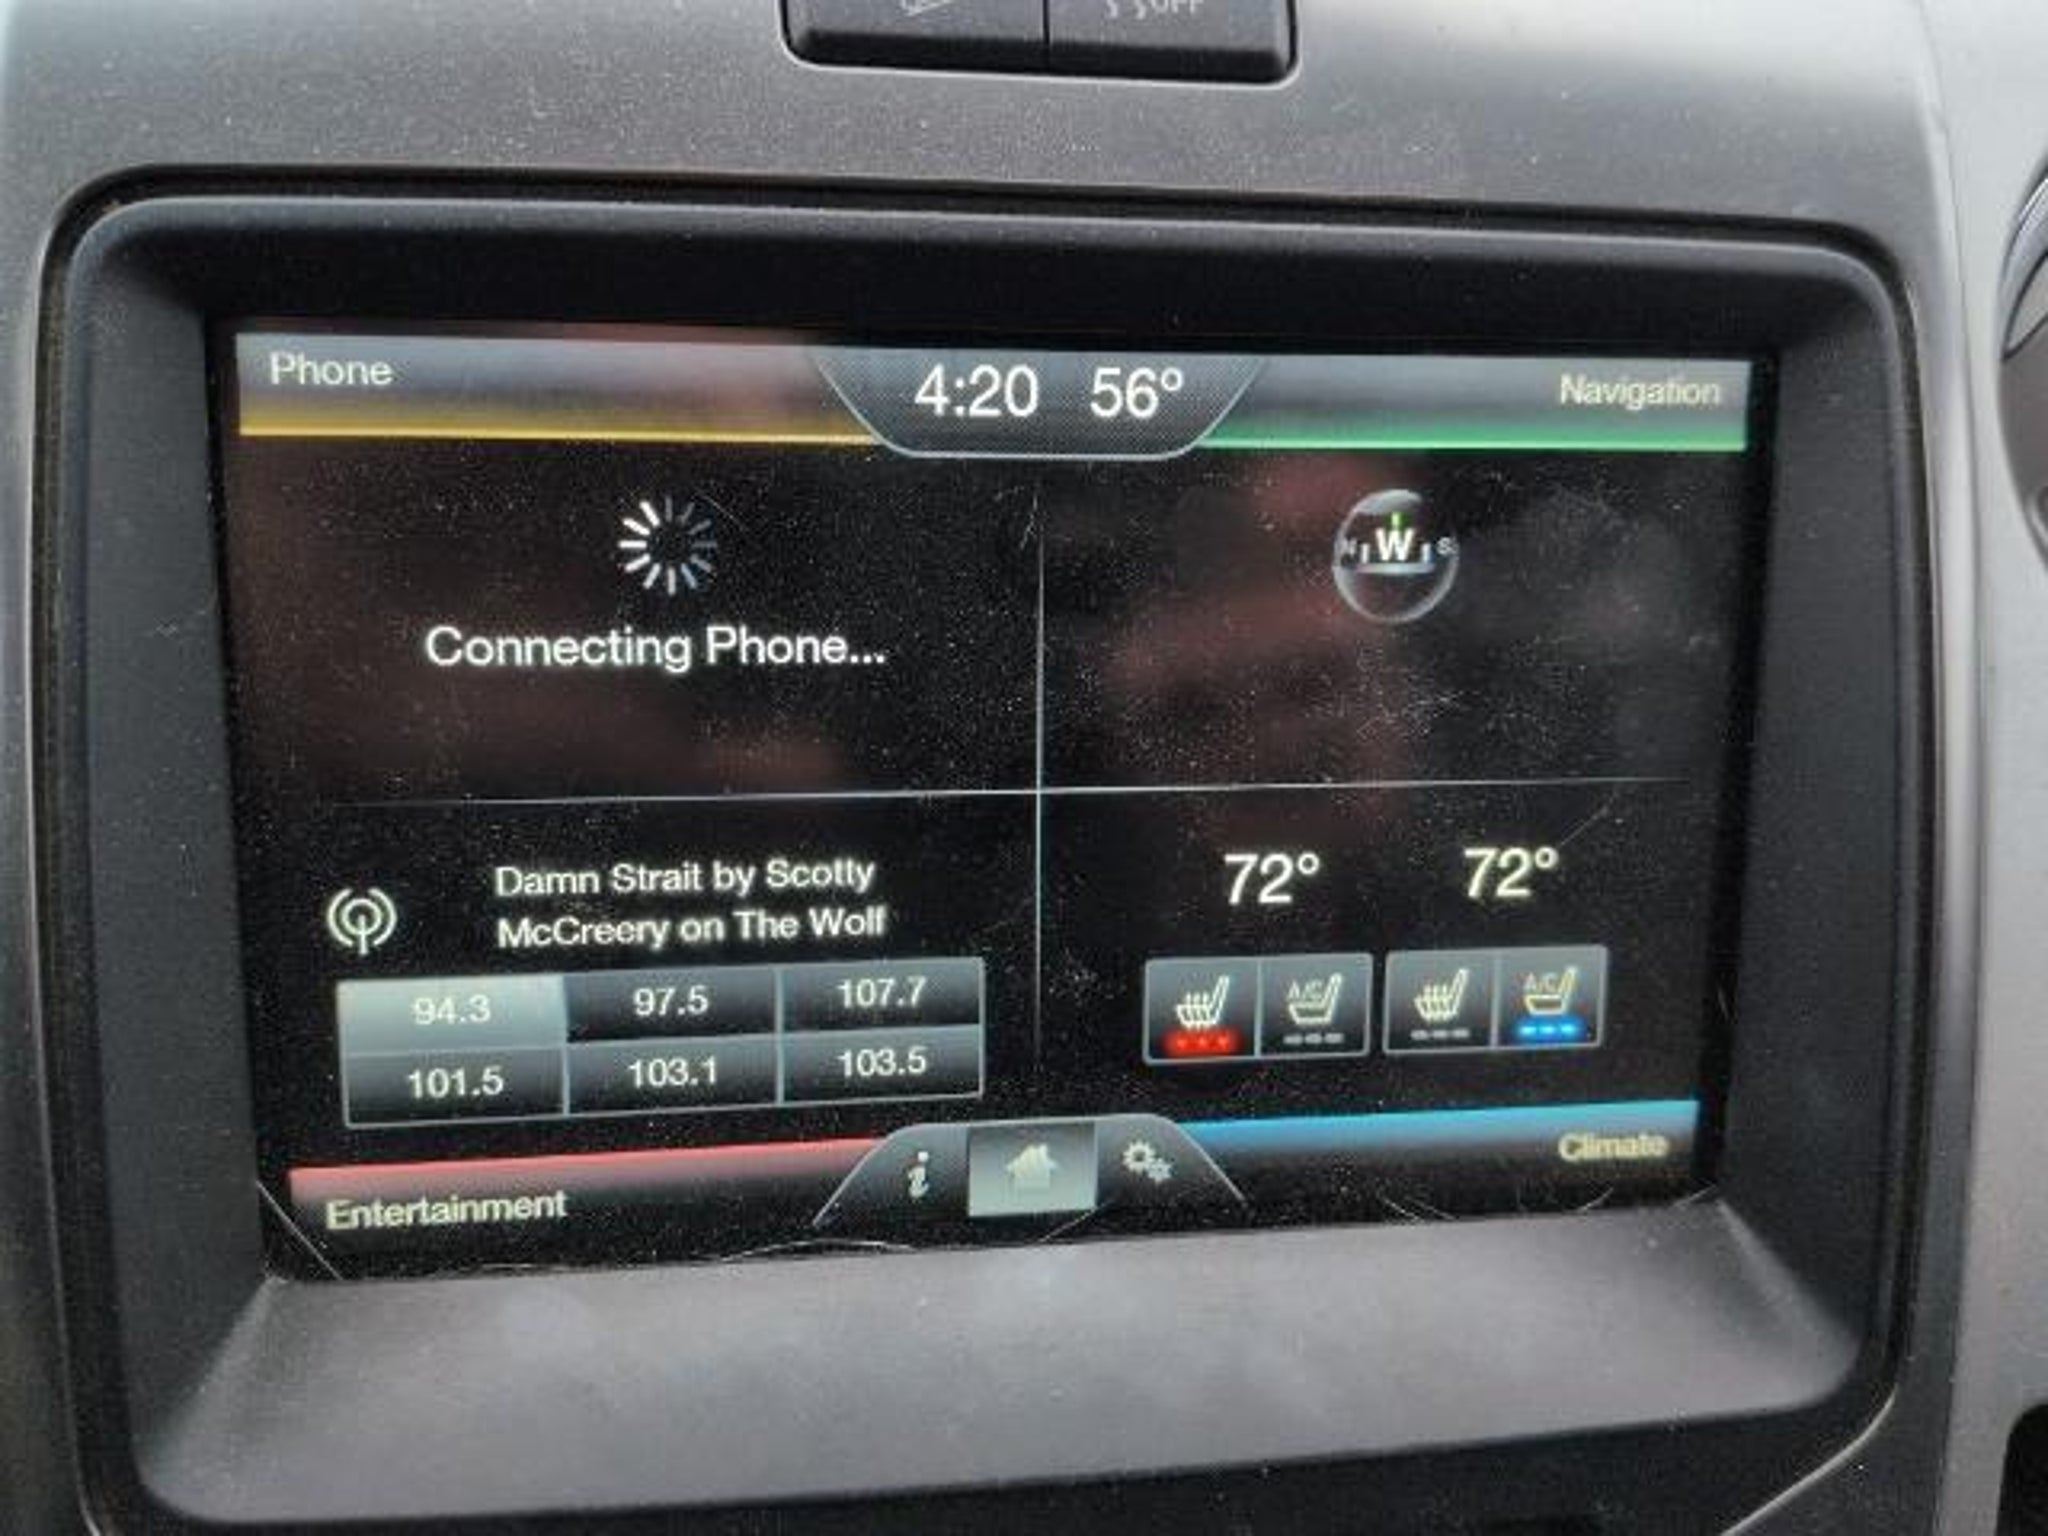 OFF
Phone
4:20 56°
Navigation
N W S
Connecting Phone...
Damn Strait by Scotty
McCreery on The Wolf
72° 72°
94.3 97.5 107.7
101.5 103.1 103.5
A/C A/C
Entertainment
i
Climate